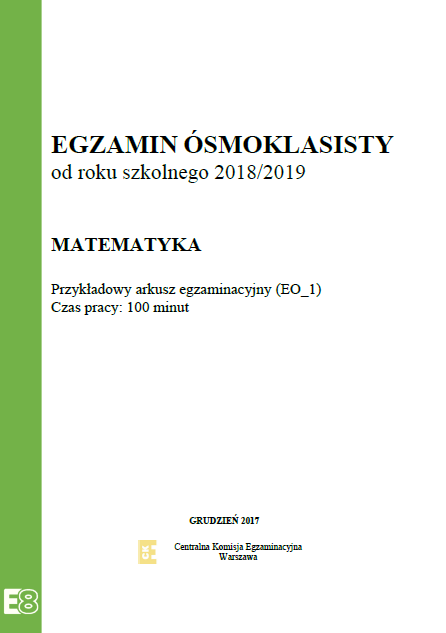 EGZAMIN ÓSMOKLASISTY
od roku szkolnego 2018/2019
MATEMATYKA
Przykładowy arkusz egzaminacyjny (EO_1)
Czas pracy: 100 minut
GRUDZIEŃ 2017
CKE
Centralna Komisja Egzaminacyjna
Warszawa
E8